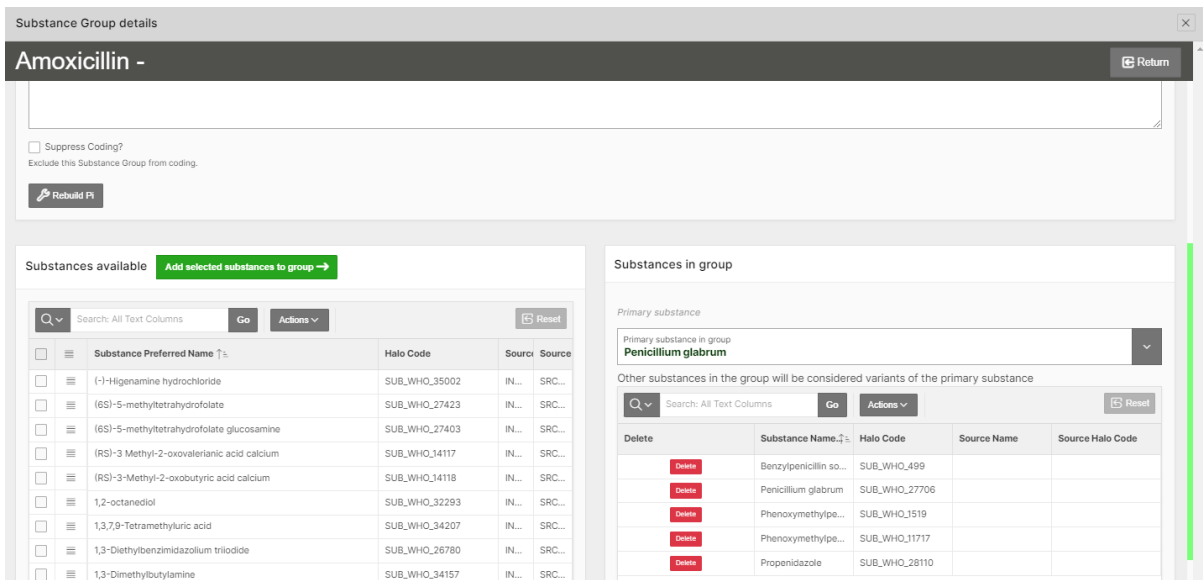 Substance Group details
Amoxicillin -
Return
Suppress Coding?
Exclude this Substance Group from coding.
Rebuild Pi
Substances available
Add selected substances to group
Search: All Text Columns
Go
Actions
Reset
Substance Preferred Name Halo Code Source Source
(-)-Higenamine hydrochloride SUB_WHO_35002 IN... SRC...
(6S)-5-methyltetrahydrofolate SUB_WHO_27423 IN... SRC...
(6S)-5-methyltetrahydrofolate glucosamine SUB_WHO_27403 IN... SRC...
(RS)-3 Methyl-2-oxovalerianic acid calcium SUB_WHO_14117 IN... SRC...
(RS)-3-Methyl-2-oxobutyric acid calcium SUB_WHO_14118 IN... SRC...
1,2-octanediol SUB_WHO_32293 IN... SRC...
1,3,7,9-Tetramethyluric acid SUB_WHO_34207 IN... SRC...
1,3-Diethylbenzimidazolium triiodide SUB_WHO_26780 IN... SRC...
1,3-Dimethylbutylamine SUB_WHO_34157 IN... SRC...
Substances in group
Primary substance
Primary substance in group
Penicillium glabrum
Other substances in the group will be considered variants of the primary substance
Search: All Text Columns
Go
Actions
Reset
Delete Substance Name.. Halo Code Source Name Source Halo Code
Delete Benzylpenicillin so... SUB_WHO_499
Delete Penicillium glabrum SUB_WHO_27706
Delete Phenoxymethylpe... SUB_WHO_1519
Delete Phenoxymethylpe... SUB_WHO_11717
Delete Propenidazole SUB_WHO_28110